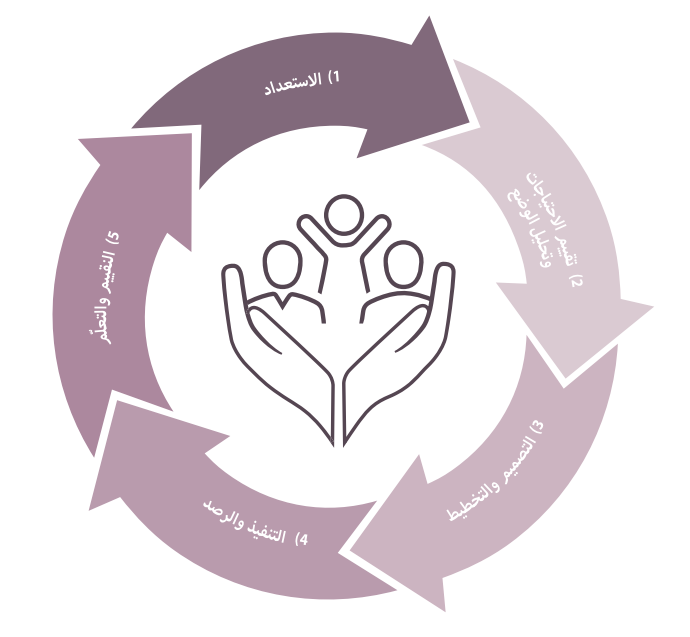 1) الاستعداد
2) تقييم الاحتياجات
وتحليل الوضع
3) التصميم والتخطيط
4) التنفيذ والرصد
5) التقييم والتعلّم